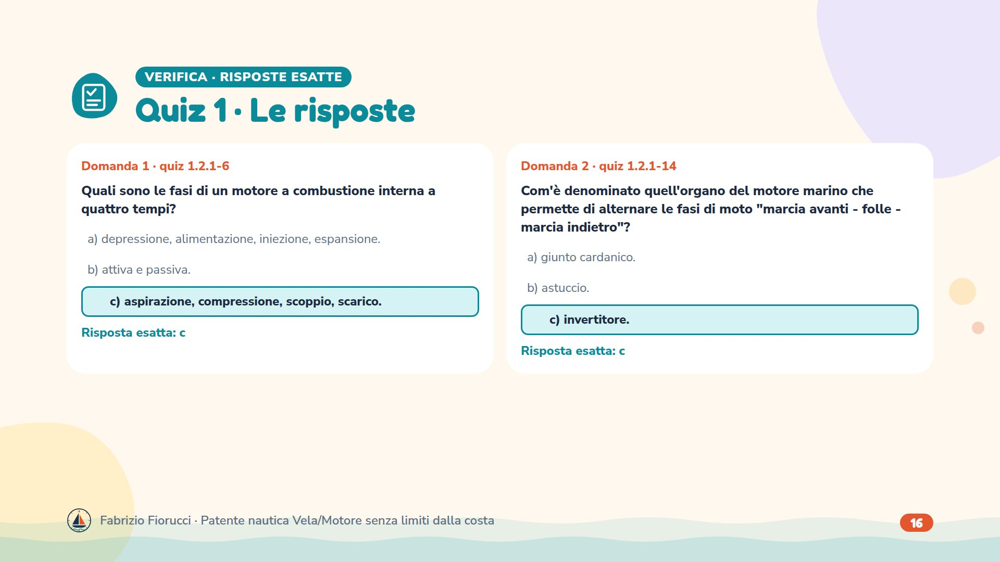 VERIFICA · RISPOSTE ESATTE
Quiz 1 · Le risposte
Domanda 1 · quiz 1.2.1-6
Quali sono le fasi di un motore a combustione interna a
quattro tempi?
a) depressione, alimentazione, iniezione, espansione.
b) attiva e passiva.
c) aspirazione, compressione, scoppio, scarico.
Risposta esatta: c
Domanda 2 · quiz 1.2.1-14
Com'è denominato quell'organo del motore marino che
permette di alternare le fasi di moto "marcia avanti - folle -
marcia indietro"?
a) giunto cardanico.
b) astuccio.
c) invertitore.
Risposta esatta: c
Fabrizio Fiorucci · Patente nautica Vela/Motore senza limiti dalla costa
16